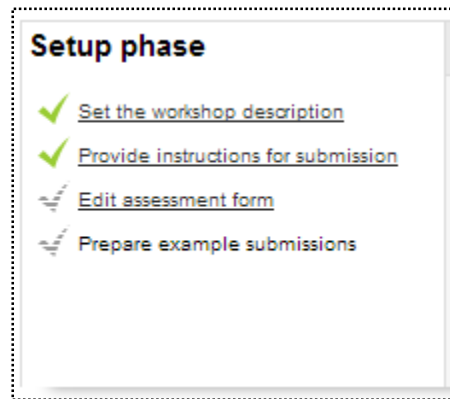 Setup phase
Set the workshop description
Provide instructions for submission
Edit assessment form
Prepare example submissions